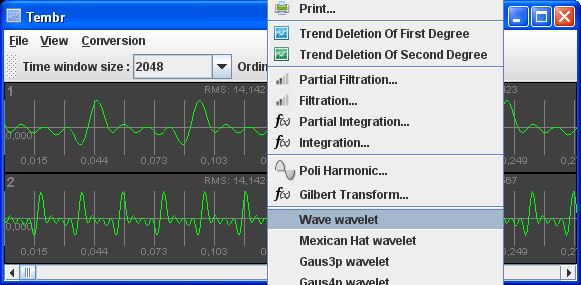 Tembr
File View Conversion
Time window size : 2048 Ordin
1
RMS: 14,142
423
0,000
0,015 0,044 0,073 0,103 0,249
2
RMS: 14,142
567
0,000
0,015 0,044 0,073 0,103 0,249
Print...
Trend Deletion Of First Degree
Trend Deletion Of Second Degree
Partial Filtration...
Filtration...
f(x) Partial Integration...
f(x) Integration...
Poli Harmonic...
f(x) Gilbert Transform...
Wave wavelet
Mexican Hat wavelet
Gaus3p wavelet
Gaus4p wavelet